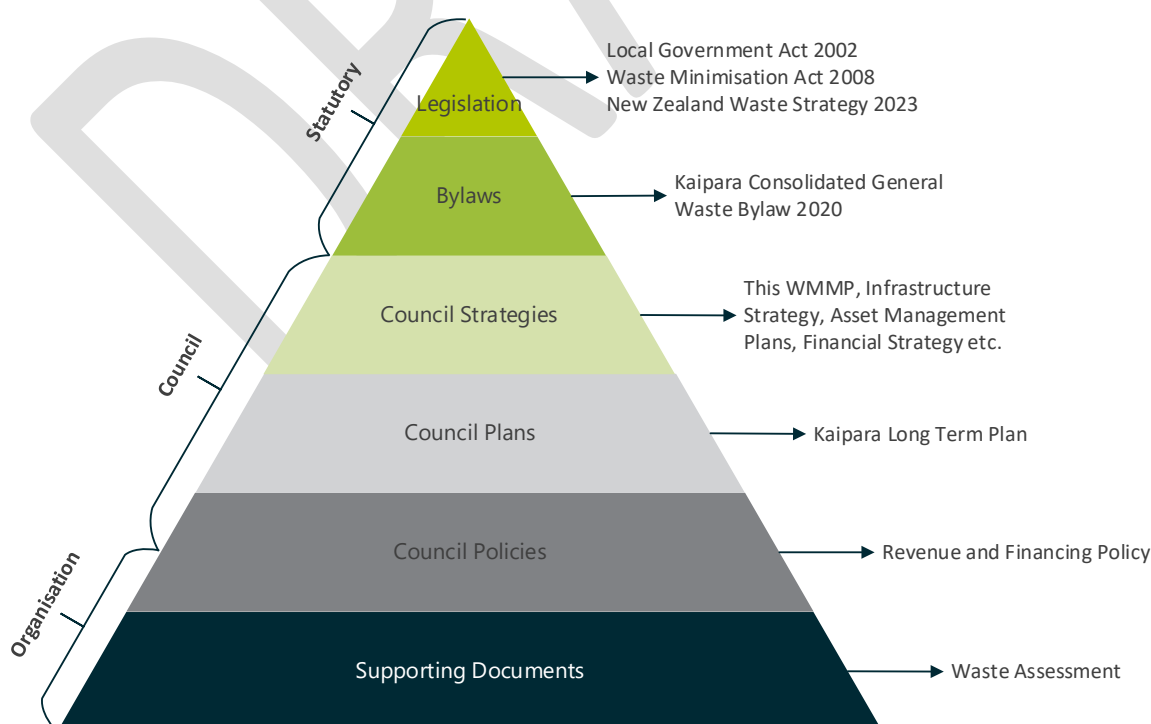 Local Government Act 2002
Waste Minimisation Act 2008
New Zealand Waste Strategy 2023
Legislation
Statutory
Bylaws
Kaipara Consolidated General
Waste Bylaw 2020
Council Strategies
This WMMP, Infrastructure
Strategy, Asset Management
Plans, Financial Strategy etc.
Council
Council Plans
Kaipara Long Term Plan
Council Policies
Revenue and Financing Policy
Organisation
Supporting Documents
Waste Assessment